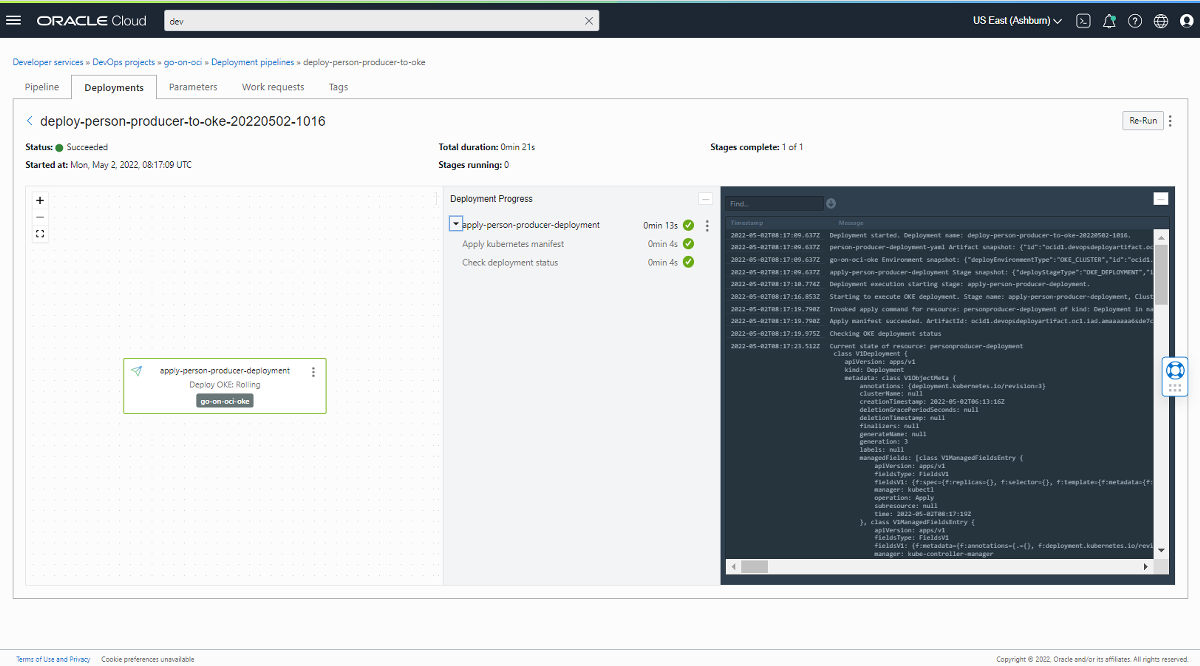 ORACLE Cloud
dev
US East (Ashburn)
Developer services » DevOps projects » go-on-oci » Deployment pipelines » deploy-person-producer-to-oke
Pipeline
Deployments
Parameters
Work requests
Tags
deploy-person-producer-to-oke-20220502-1016
Re-Run
Status: Succeeded
Total duration: 0min 21s
Stages complete: 1 of 1
Started at: Mon, May 2, 2022, 08:17:09 UTC
Stages running: 0
apply-person-producer-deployment
Deploy OKE: Rolling
go-on-oci-oke
Deployment Progress
apply-person-producer-deployment 0min 13s
Apply kubernetes manifest 0min 4s
Check deployment status 0min 4s
Find...
Timestamp Message
2022-05-02T08:17:09.637Z Deployment started. Deployment name: deploy-person-producer-to-oke-20220502-1016.
2022-05-02T08:17:09.637Z person-producer-deployment-yaml Artifact snapshot: {"id":"ocid1.devopsdeployartifact.oc
2022-05-02T08:17:09.637Z go-on-oci-oke Environment snapshot: {"deployEnvironmentType":"OKE_CLUSTER","id":"ocid1.
2022-05-02T08:17:09.637Z apply-person-producer-deployment Stage snapshot: {"deployStageType":"OKE_DEPLOYMENT","i
2022-05-02T08:17:10.774Z Deployment execution starting stage: apply-person-producer-deployment.
2022-05-02T08:17:16.853Z Starting to execute OKE deployment. Stage name: apply-person-producer-deployment, Clust
2022-05-02T08:17:19.790Z Invoked apply command for resource: personproducer-deployment of kind: Deployment in na
2022-05-02T08:17:19.790Z Apply manifest succeeded. ArtifactId: ocid1.devopsdeployartifact.oc1.iad.amaaaaaa6sde7c
2022-05-02T08:17:19.975Z Checking OKE deployment status
2022-05-02T08:17:23.512Z Current state of resource: personproducer-deployment
class V1Deployment {
apiVersion: apps/v1
kind: Deployment
metadata: class V1ObjectMeta {
annotations: {deployment.kubernetes.io/revision=3}
clusterName: null
creationTimestamp: 2022-05-02T06:13:16Z
deletionGracePeriodSeconds: null
deletionTimestamp: null
finalizers: null
generateName: null
generation: 3
labels: null
managedFields: [class V1ManagedFieldsEntry {
apiVersion: apps/v1
fieldsType: FieldsV1
fieldsV1: {f:spec={f:replicas={}, f:selector={}, f:template={f:metadata={f:
manager: kubectl
operation: Apply
subresource: null
time: 2022-05-02T08:17:19Z
}, class V1ManagedFieldsEntry {
apiVersion: apps/v1
fieldsType: FieldsV1
fieldsV1: {f:metadata={f:annotations={.={}, f:deployment.kubernetes.io/revi
manager: kube-controller-manager
Terms of Use and Privacy
Cookie preferences unavailable
Copyright © 2022, Oracle and/or its affiliates. All rights reserved.